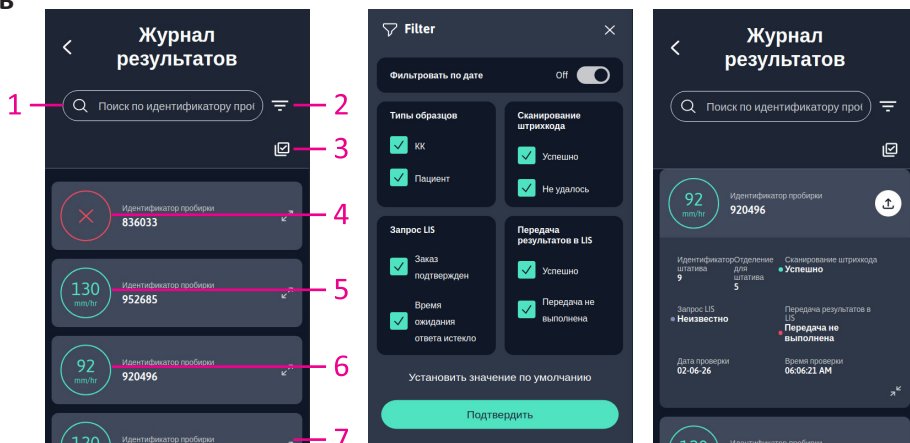 в
Журнал
результатов
1
Поиск по идентификатору про
2
3
Идентификатор пробирки
836033
4
130
mm/hr
Идентификатор пробирки
952685
5
92
mm/hr
Идентификатор пробирки
920496
6
Идентификатор пробирки
7
Filter
Фильтровать по дате
Off
Типы образцов
КК
Пациент
Сканирование
штрихкода
Успешно
Не удалось
Запрос LIS
Заказ
подтвержден
Время
ожидания
ответа истекло
Передача
результатов в LIS
Успешно
Передача не
выполнена
Установить значение по умолчанию
Подтвердить
Журнал
результатов
Поиск по идентификатору про
92
mm/hr
Идентификатор пробирки
920496
Идентификатор
штатива
9
Отделение
для
штатива
5
Сканирование штрихкода
Успешно
Запрос LIS
Неизвестно
Передача результатов в
LIS
Передача не
выполнена
Дата проверки
02-06-26
Время проверки
06:06:21 AM
Идентификатор пробирки